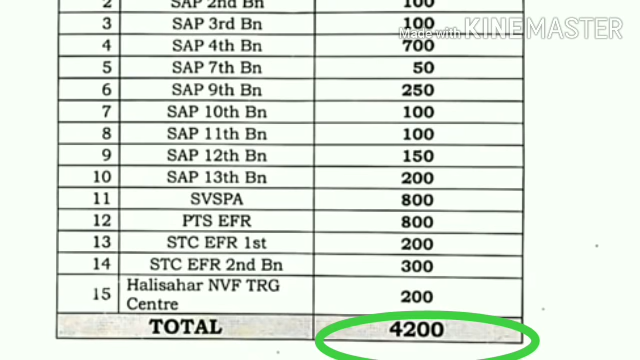 2 SAP 2nd Bn 100
Made with KINEMASTER
3 SAP 3rd Bn 100
4 SAP 4th Bn 700
5 SAP 7th Bn 50
6 SAP 9th Bn 250
7 SAP 10th Bn 100
8 SAP 11th Bn 100
9 SAP 12th Bn 150
10 SAP 13th Bn 200
11 SVSPA 800
12 PTS EFR 800
13 STC EFR 1st 200
14 STC EFR 2nd Bn 300
15 Halisahar NVF TRG 200
Centre
TOTAL 4200